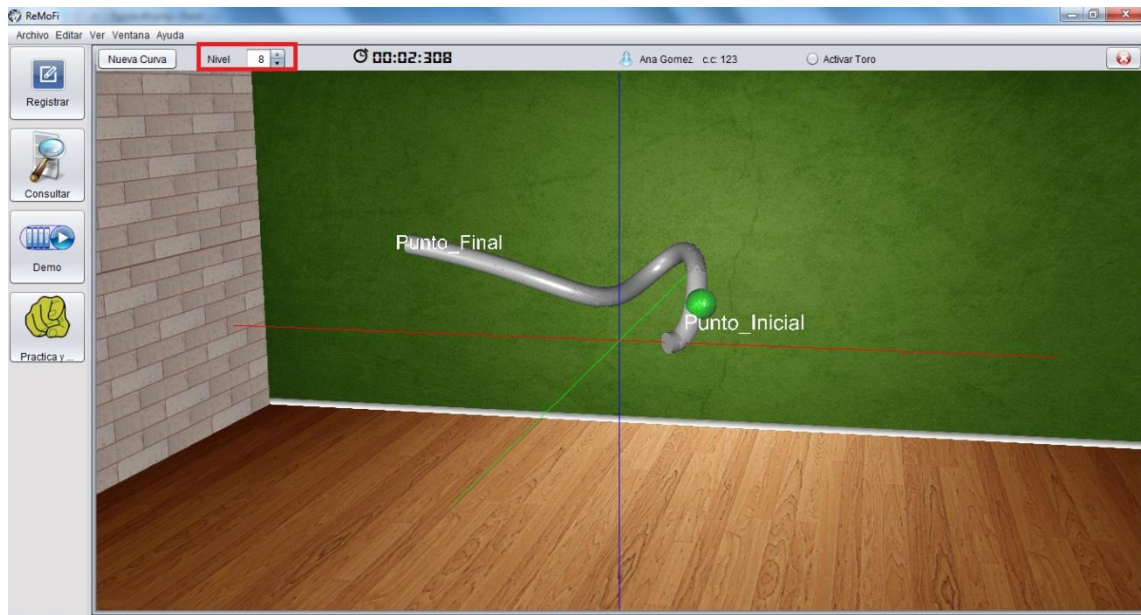 ReMoFi
Archivo Editar Ver Ventana Ayuda
Nueva Curva Nivel 8 00:02:308 Ana Gomez c.c: 123 Activar Toro
Registrar
Consultar
Demo
Practica y ...
Punto_Final
Punto_Inicial